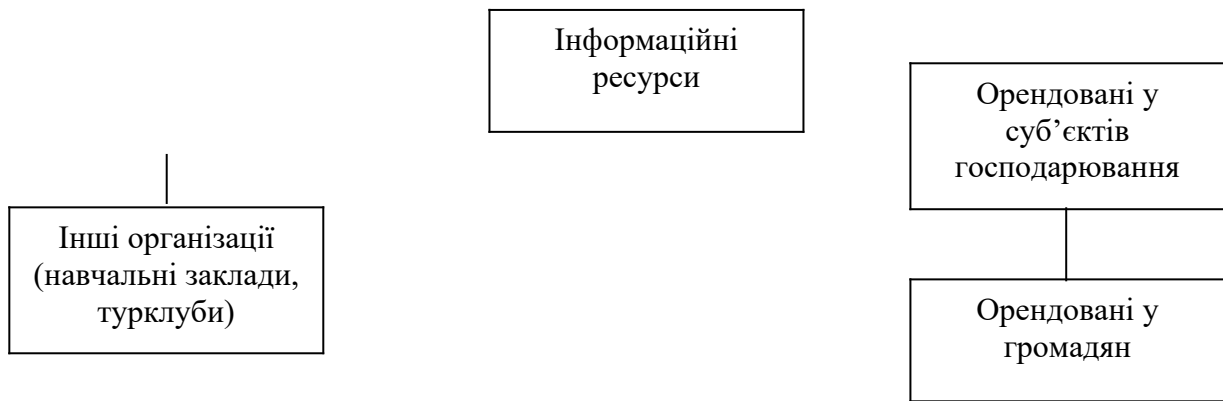 Інформаційні
ресурси
Орендовані у
суб’єктів
господарювання
Інші організації
(навчальні заклади,
турклуби)
Орендовані у
громадян